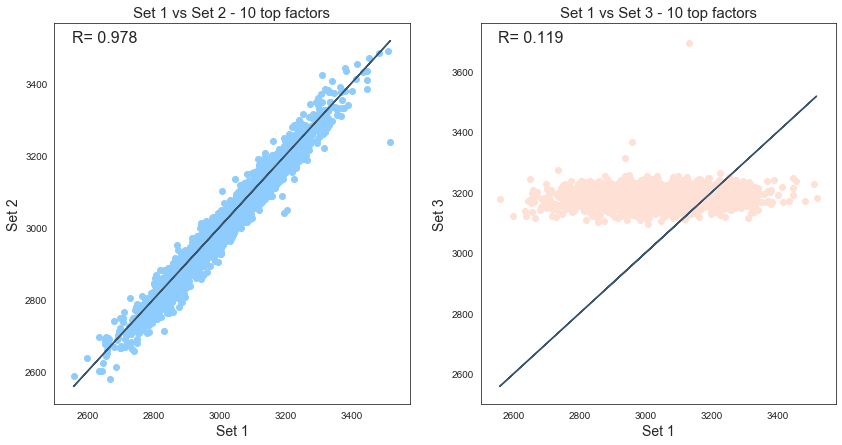 Set 1 vs Set 2 - 10 top factors
R= 0.978
3400
3200
3000
2800
2600
Set 2
2600
2800
3000
3200
3400
Set 1
Set 1 vs Set 3 - 10 top factors
R= 0.119
3600
3400
3200
3000
2800
2600
Set 3
2600
2800
3000
3200
3400
Set 1